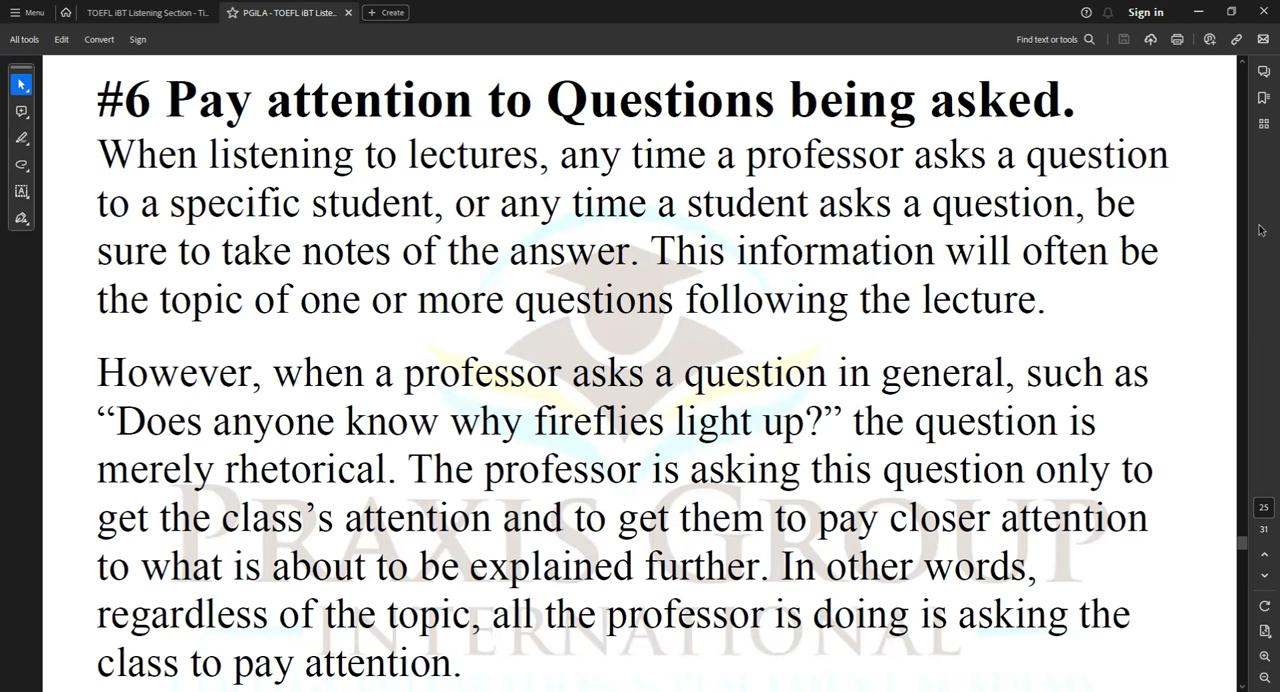 Menu
TOEFL iBT Listening Section - Ti...
PGILA - TOEFL iBT Liste...
Create
Sign in
All tools
Edit
Convert
Sign
Find text or tools
#6 Pay attention to Questions being asked.
When listening to lectures, any time a professor asks a question
to a specific student, or any time a student asks a question, be
sure to take notes of the answer. This information will often be
the topic of one or more questions following the lecture.
However, when a professor asks a question in general, such as
“Does anyone know why fireflies light up?” the question is
merely rhetorical. The professor is asking this question only to
get the class’s attention and to get them to pay closer attention
to what is about to be explained further. In other words,
regardless of the topic, all the professor is doing is asking the
class to pay attention.
PRAXIS GROUP
INTERNATIONAL
25
31